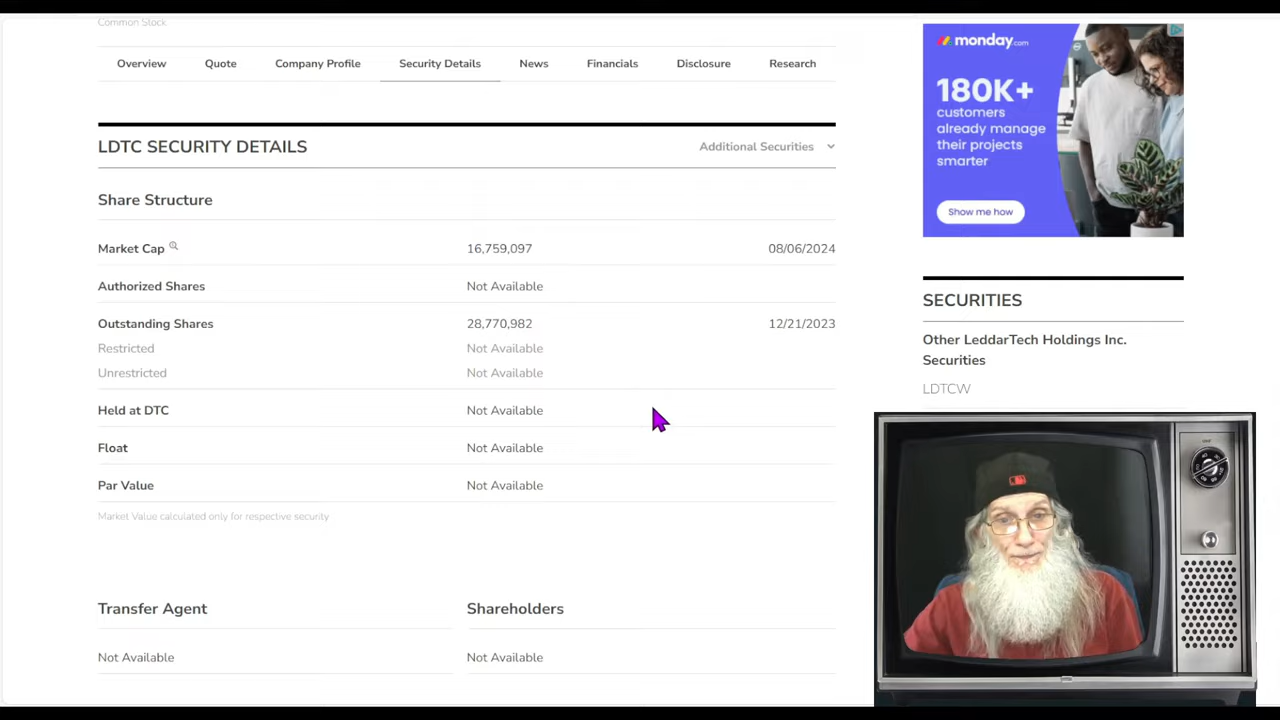 Common Stock
Overview Quote Company Profile Security Details News Financials Disclosure Research
LDTC SECURITY DETAILS
Additional Securities
Share Structure
Market Cap 16,759,097 08/06/2024
Authorized Shares Not Available
Outstanding Shares 28,770,982 12/21/2023
Restricted Not Available
Unrestricted Not Available
Held at DTC Not Available
Float Not Available
Par Value Not Available
Market Value calculated only for respective security
Transfer Agent Shareholders
Not Available Not Available
monday.com
180K+
customers
already manage
their projects
smarter
Show me how
SECURITIES
Other LeddarTech Holdings Inc.
Securities
LDTCW